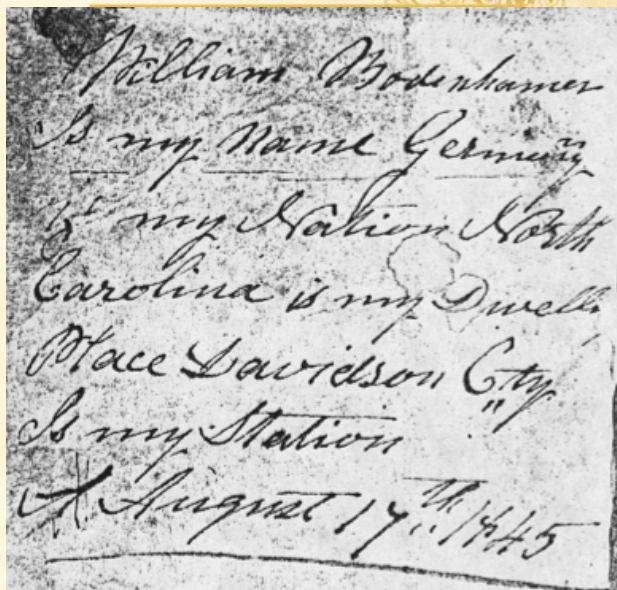 William Bodenhamer
Is my Name Germany
Is my Nation North
Carolina is my Dwell
Place Davidson Cty
Is my Station
A August 17th 1845